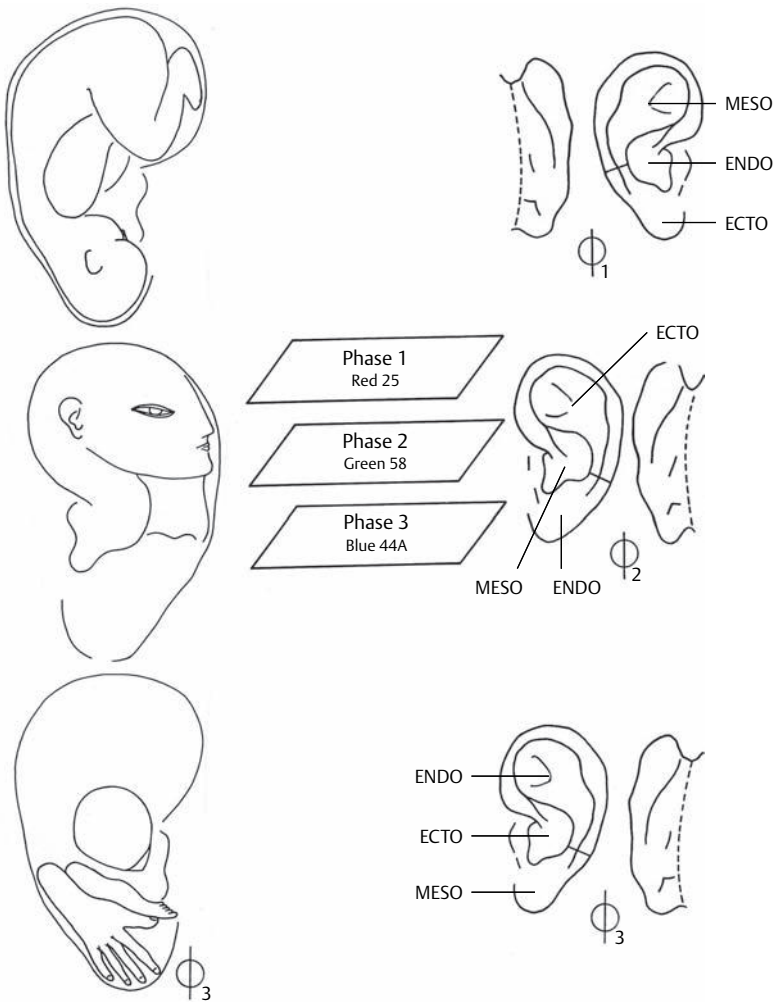 MESO
ENDO
ECTO
1
ECTO
Phase 1
Red 25
Phase 2
Green 58
Phase 3
Blue 44A
2
MESO ENDO
ENDO
ECTO
MESO
3
3